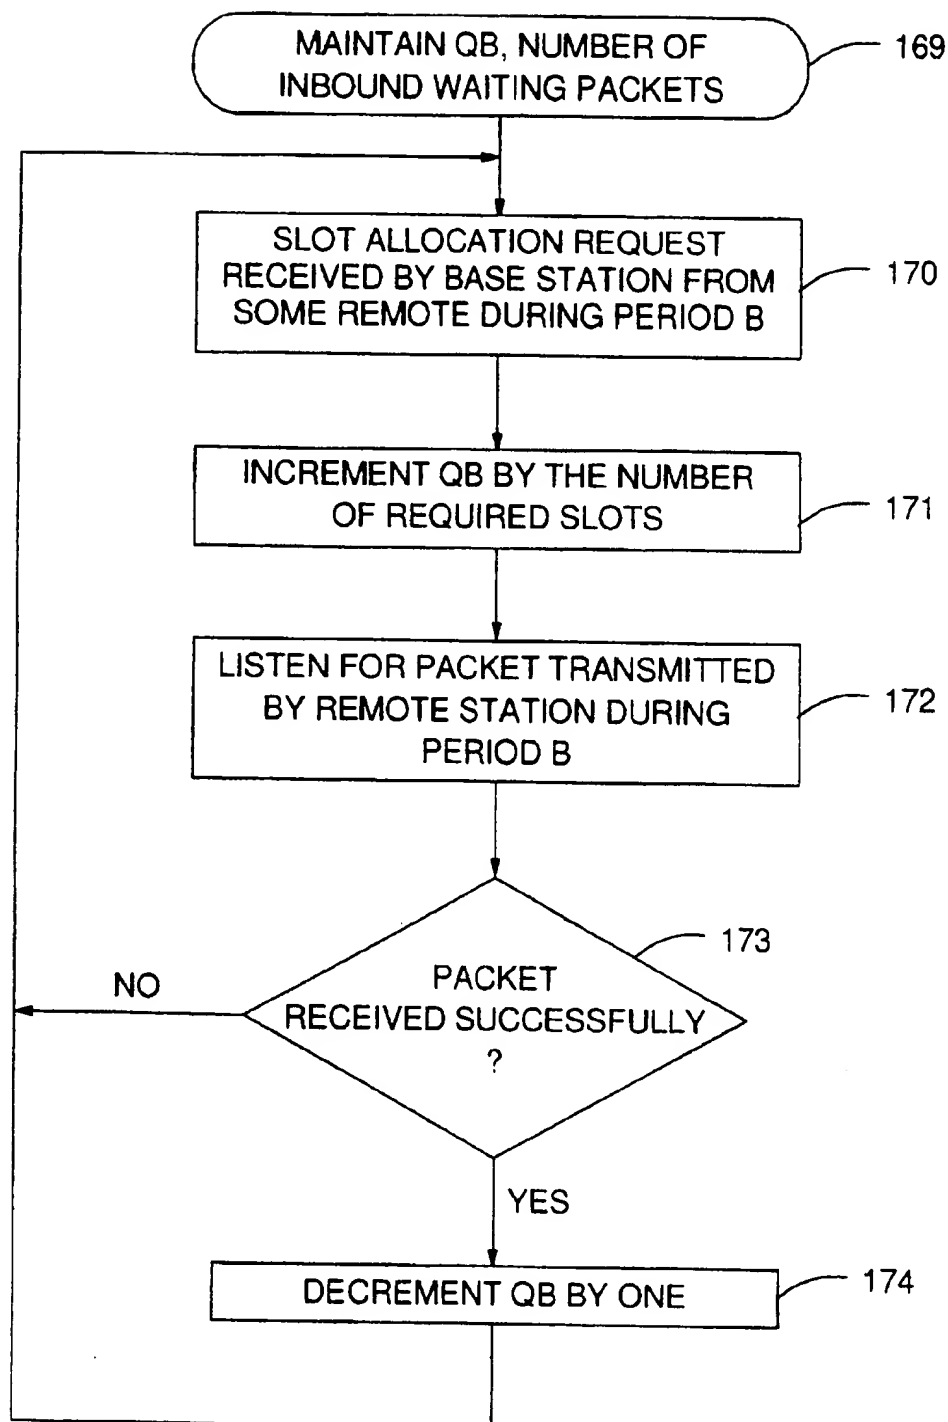 MAINTAIN QB, NUMBER OF
INBOUND WAITING PACKETS
169
SLOT ALLOCATION REQUEST
RECEIVED BY BASE STATION FROM
SOME REMOTE DURING PERIOD B
170
INCREMENT QB BY THE NUMBER
OF REQUIRED SLOTS
171
LISTEN FOR PACKET TRANSMITTED
BY REMOTE STATION DURING
PERIOD B
172
173
PACKET
RECEIVED SUCCESSFULLY
?
NO
YES
DECREMENT QB BY ONE
174